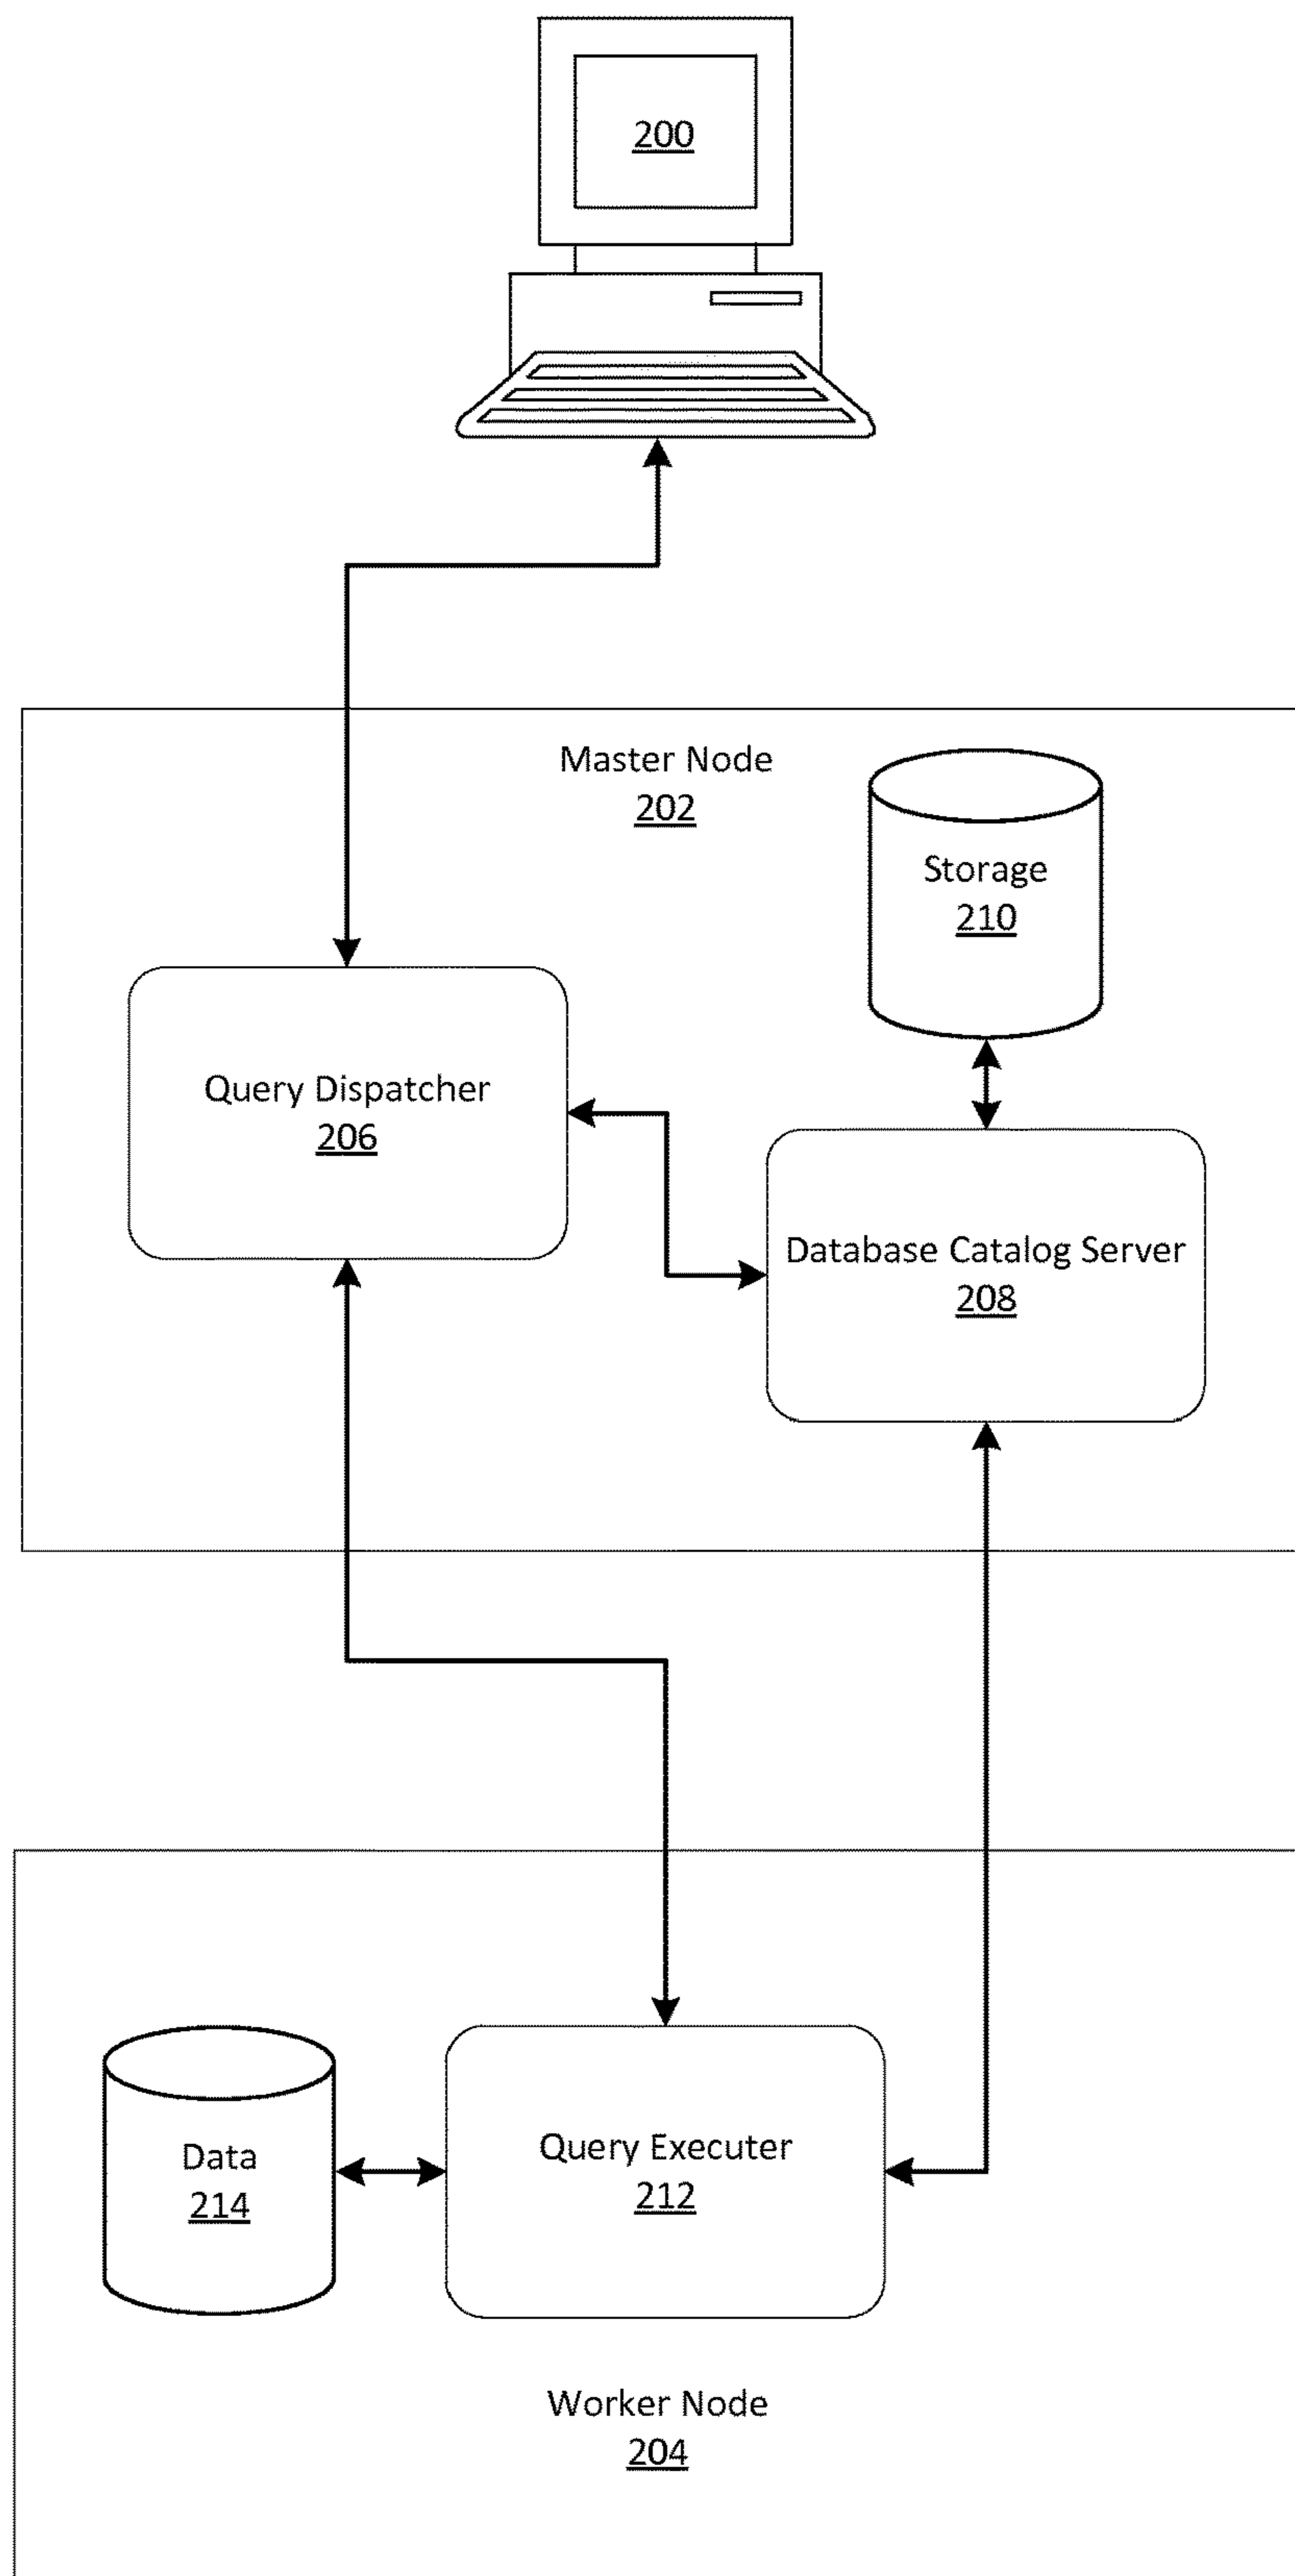 200
Master Node
202
Storage
210
Query Dispatcher
206
Database Catalog Server
208
Data
214
Query Executer
212
Worker Node
204